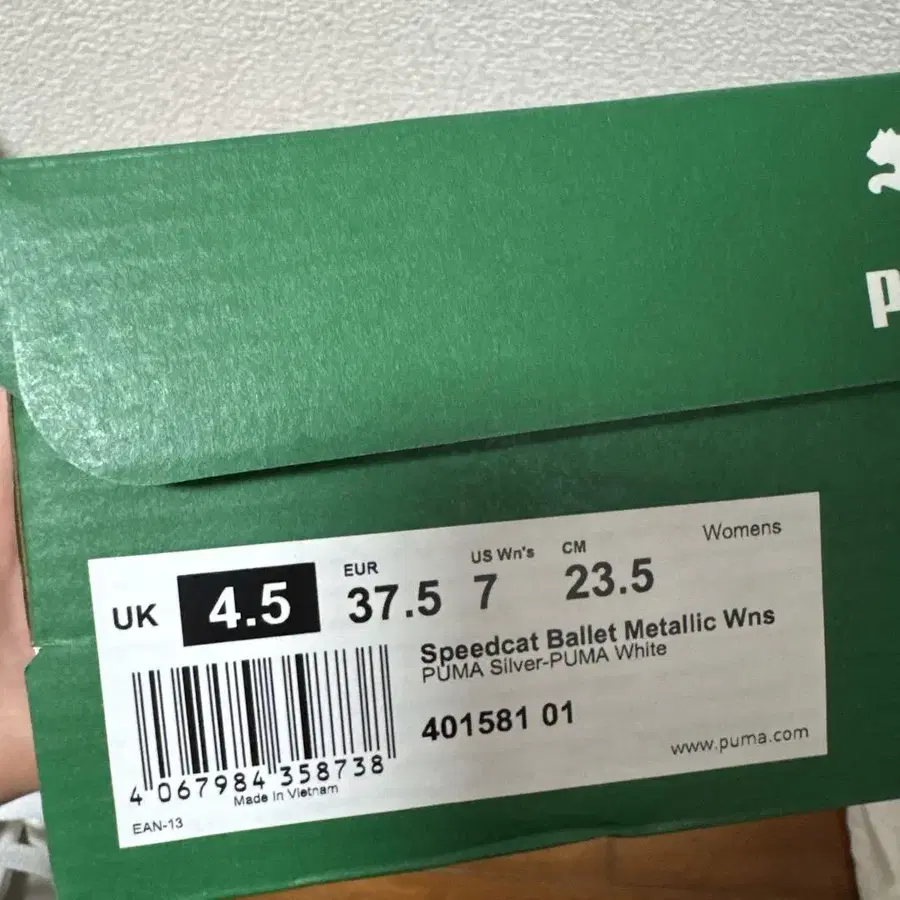 P
Womens
UK 4.5 EUR 37.5 US Wn's 7 CM 23.5
Speedcat Ballet Metallic Wns
PUMA Silver-PUMA White
401581 01
www.puma.com
4 067984 358738
Made in Vietnam
EAN-13